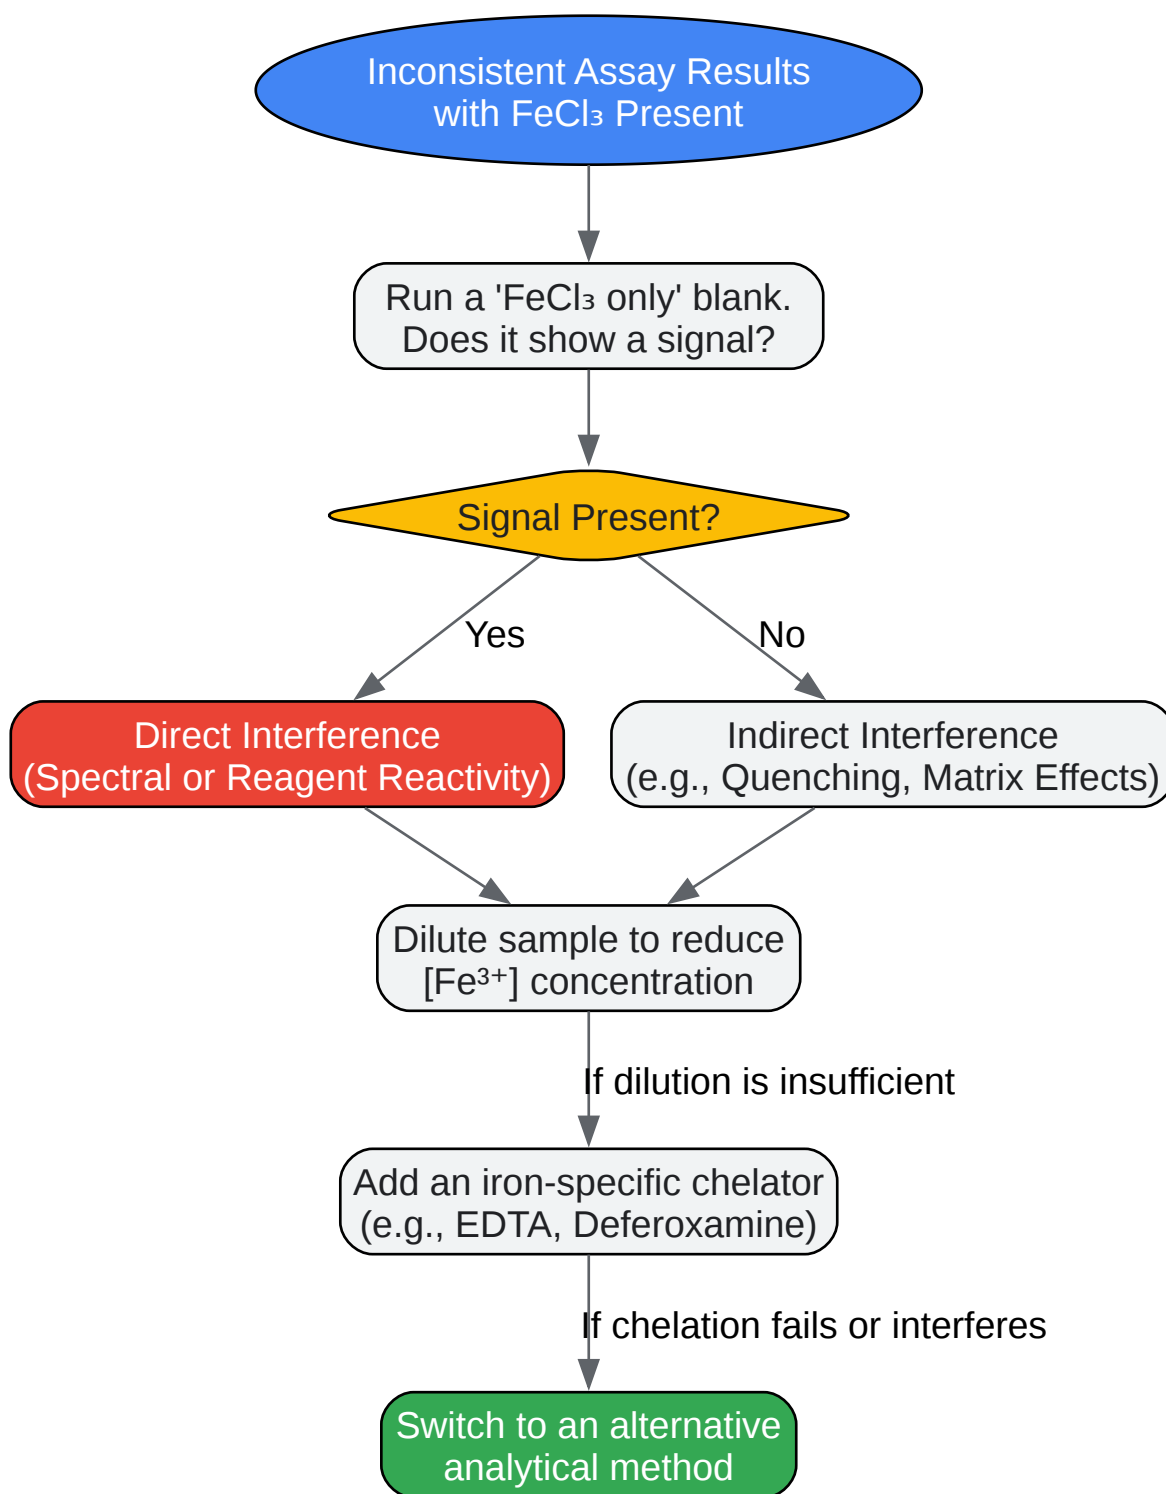 Inconsistent Assay Results
with FeCl₃ Present
Run a 'FeCl₃ only' blank.
Does it show a signal?
Signal Present?
Yes
No
Direct Interference
(Spectral or Reagent Reactivity)
Indirect Interference
(e.g., Quenching, Matrix Effects)
Dilute sample to reduce
[Fe³⁺] concentration
If dilution is insufficient
Add an iron-specific chelator
(e.g., EDTA, Deferoxamine)
If chelation fails or interferes
Switch to an alternative
analytical method